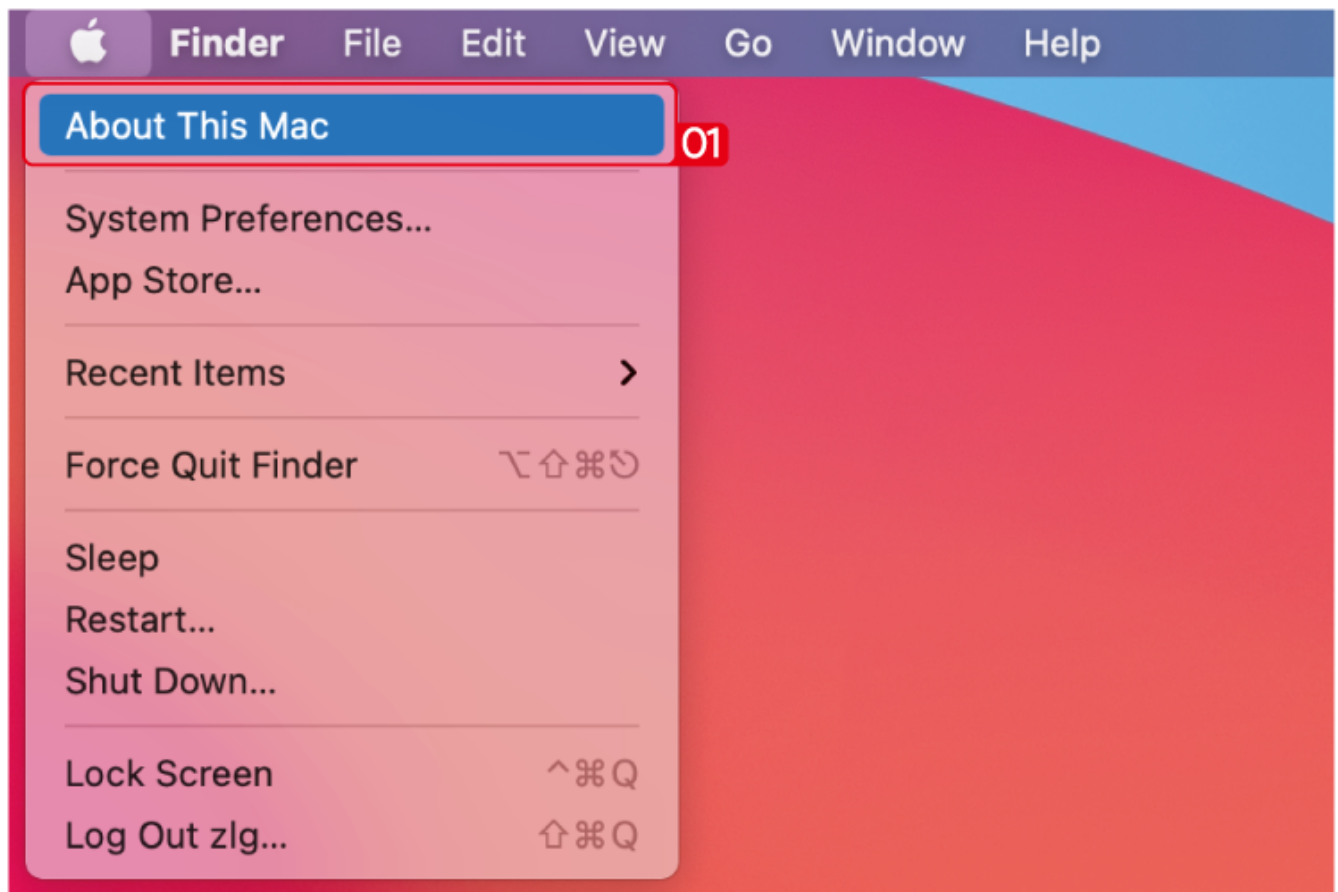 Finder File Edit View Go Window Help
About This Mac
01
System Preferences...
App Store...
Recent Items
Force Quit Finder ⌥⇧⌘⎋
Sleep
Restart...
Shut Down...
Lock Screen ^⌘Q
Log Out zlg... ⇧⌘Q